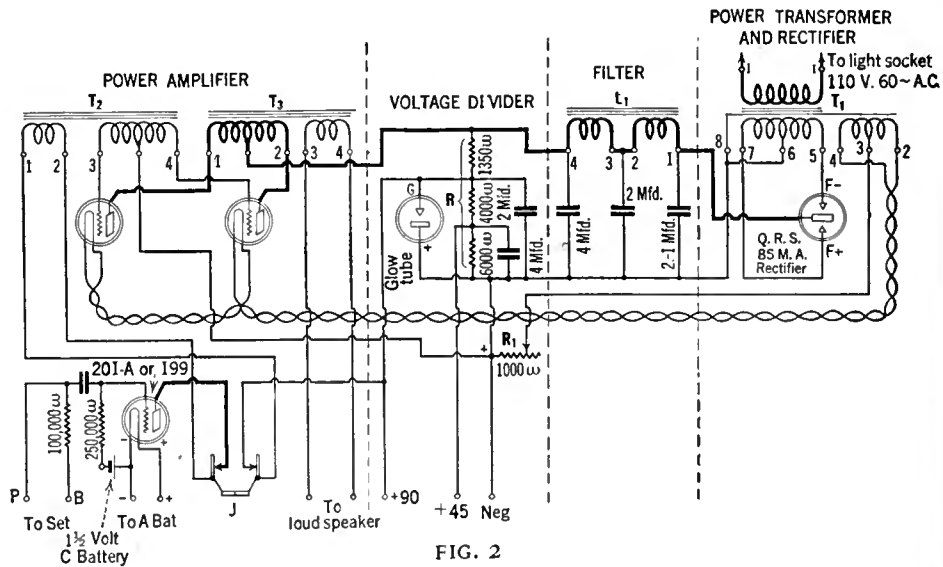 POWER TRANSFORMER
AND RECTIFIER
To light socket
110 V. 60~ A.C.
I I
POWER AMPLIFIER
VOLTAGE DIVIDER
FILTER
T2
T3
t1
T1
1 2 3 4 1 2 3 4
4 3 2 1
8 7 6 5 4 3 2
1350ω
G
R
4000ω
2 Mfd.
6000ω
4 Mfd.
4 Mfd.
2 Mfd.
2.-1 Mfd.
F-
F+
Glow
tube
+
Q. R. S.
85 M. A.
Rectifier
R1
+
1000ω
201-A or, 199
100,000ω
250,000ω
- +
P B - + J
+90
+45 Neg
To Set
To A Bat
To
loud speaker
1½ Volt
C Battery
FIG. 2